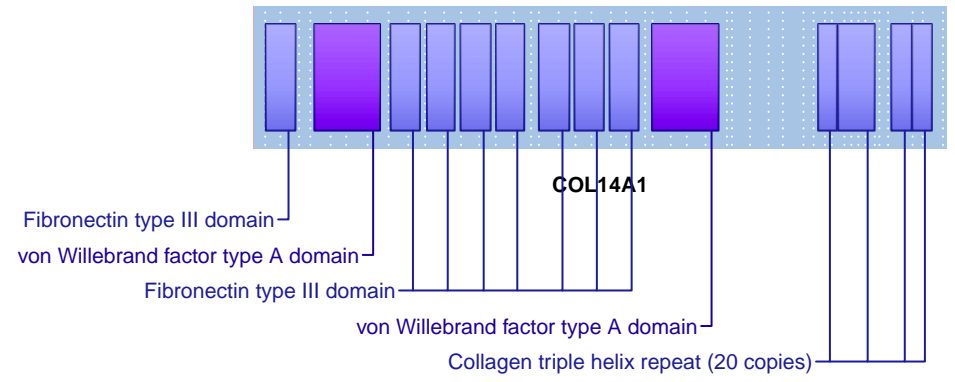 COL14A1
Fibronectin type III domain
von Willebrand factor type A domain
Fibronectin type III domain
von Willebrand factor type A domain
Collagen triple helix repeat (20 copies)